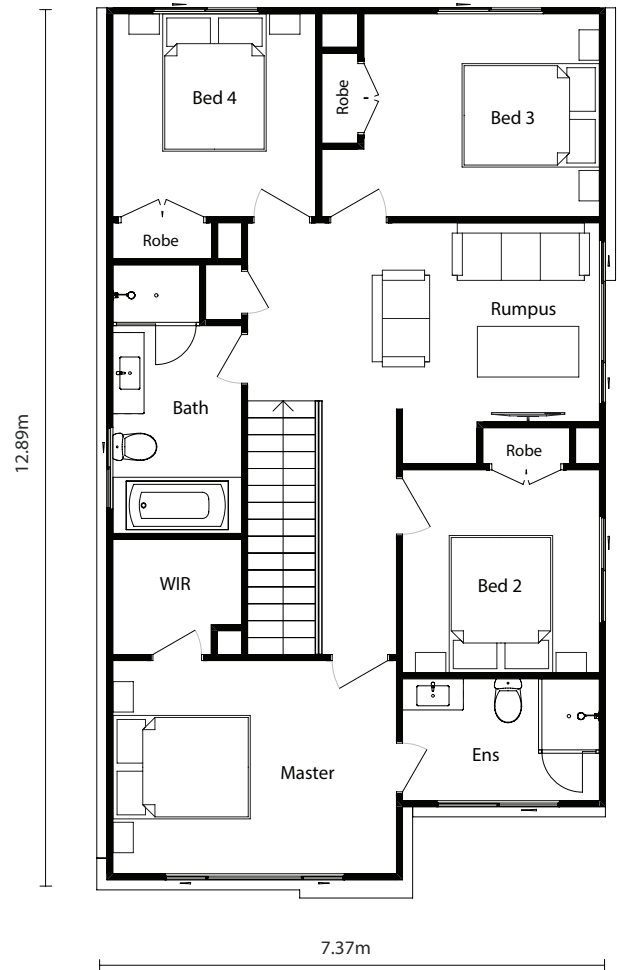 Bed 4
Robe
Bed 3
Robe
Rumpus
Bath
Robe
12.89m
WIR
Bed 2
Ens
Master
7.37m